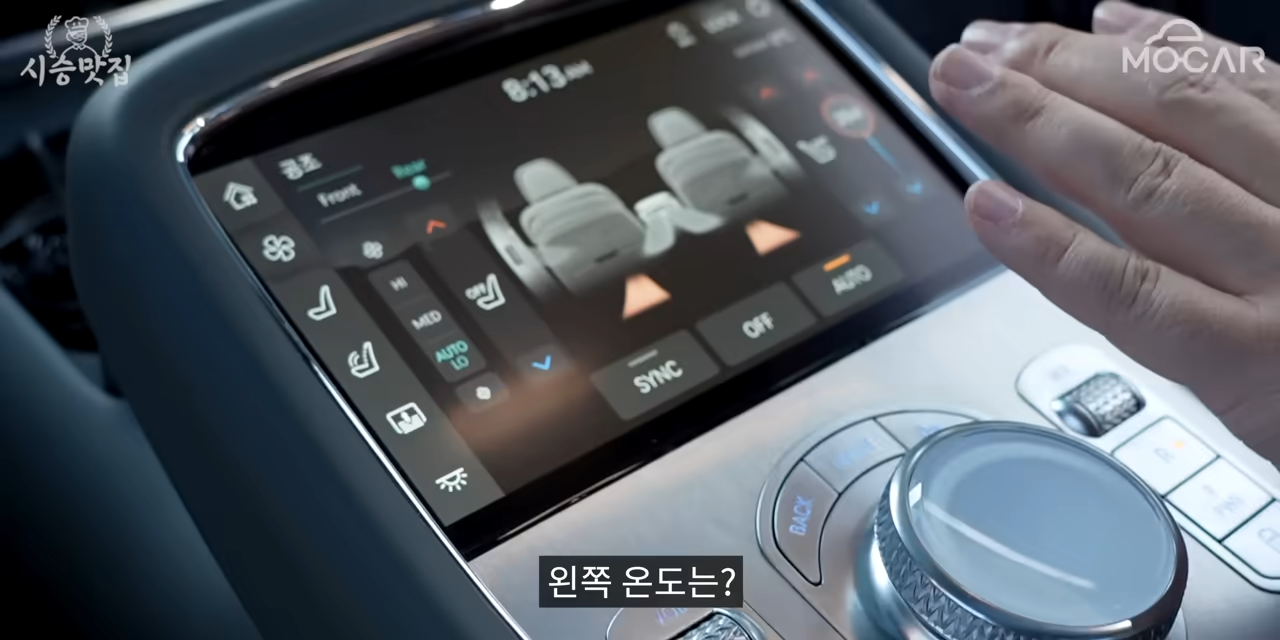 시승맛집
MOCAR
8:13 AM
공조
Front
Rear
HI
MED
AUTO
LO
OFF
SYNC
OFF
AUTO
BACK
왼쪽 온도는?